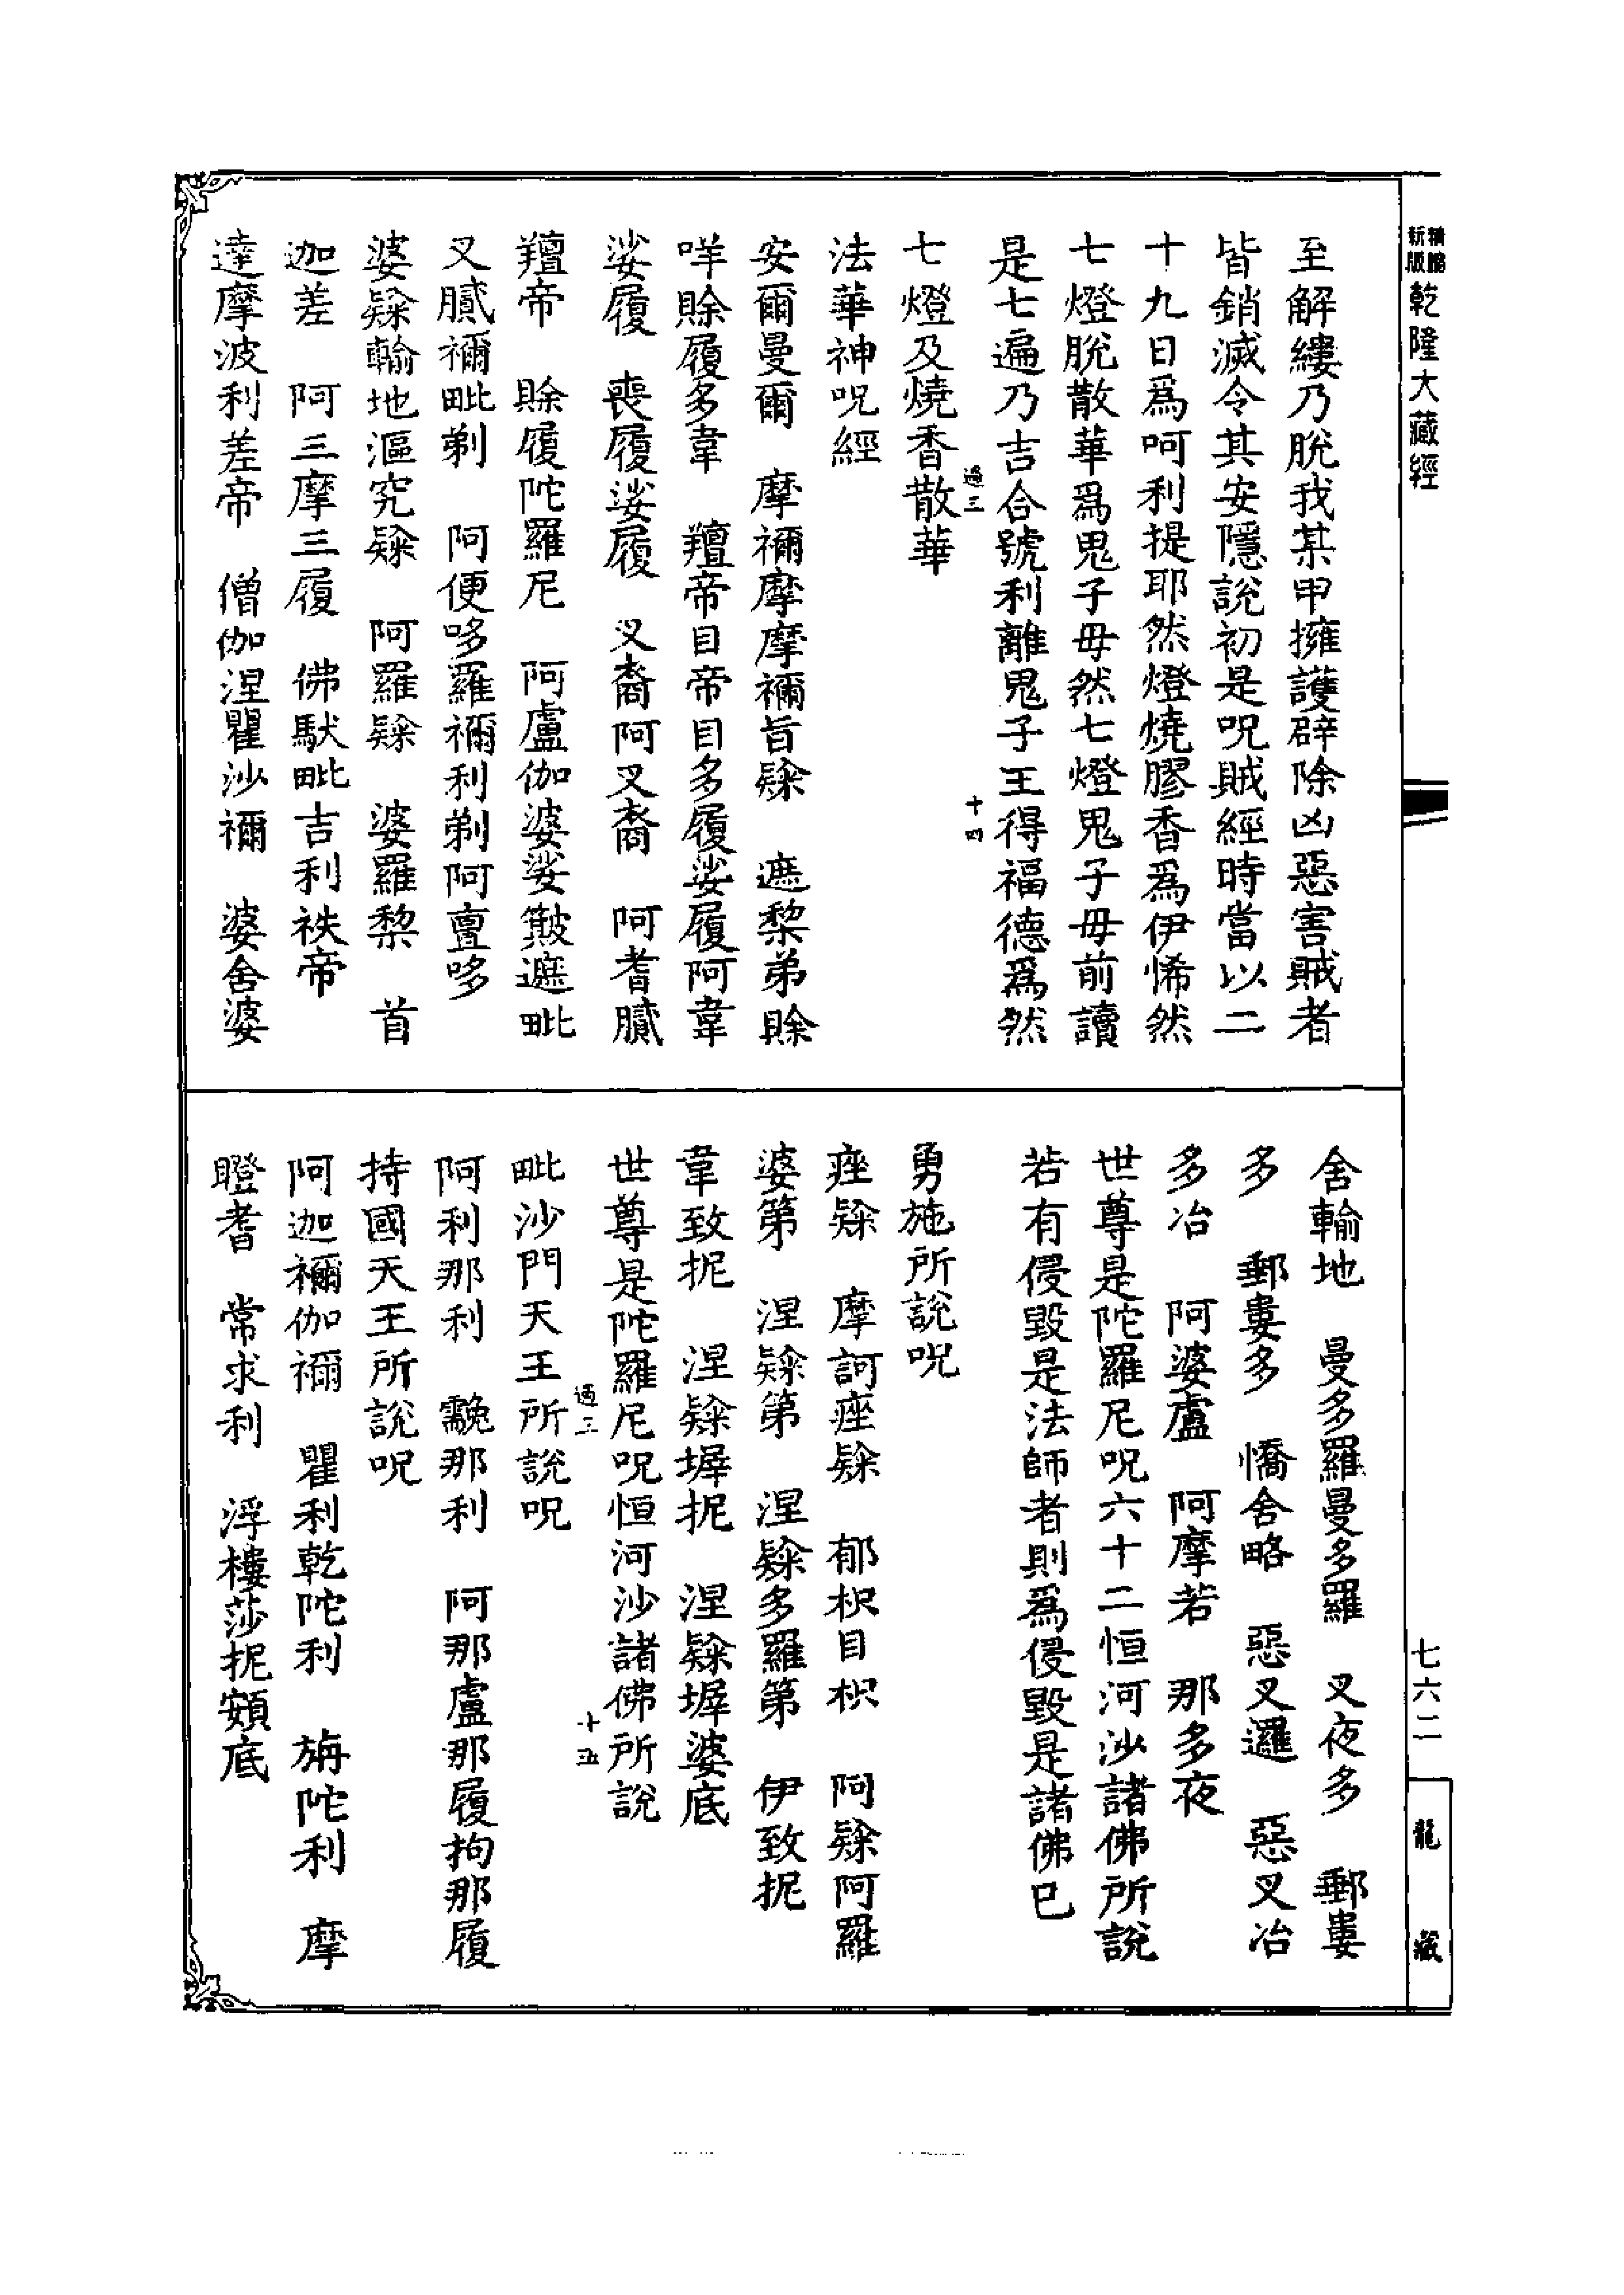 精縮新版乾隆大藏經
至解縷乃脫我某甲擁護辟除凶惡害賊者
皆銷滅令其安隱說初是呪賊經時當以二
十九日爲呵利提耶然燈燒膠香爲伊悕然
七燈脫散華爲鬼子母然七燈鬼子母前讀
是七遍乃吉合號利離鬼子王得福德爲然
七燈及燒香散華
過三 十四
法華神呪經
安爾曼爾 摩禰摩摩禰旨隸 遮棃弟賒
咩賒履多韋 羶帝目帝目多履娑履阿韋
娑履 喪履娑履 叉裔阿叉裔 阿耆膩
羶帝 賒履陀羅尼 阿盧伽婆娑簸遮毗
叉膩禰毗剃 阿便哆羅禰利剃阿亶哆
婆隸輸地漚究隸 阿羅隸 婆羅棃 首
迦差 阿三摩三履 佛馱毗吉利袟帝
達摩波利差帝 僧伽涅瞿沙禰 婆舍婆
舍輸地 曼多羅曼多羅 叉夜多 郵婁
多 郵婁多 憍舍略 惡叉邏 惡叉冶
多冶 阿婆盧 阿摩若 那多夜
世尊是陀羅尼呪六十二恒河沙諸佛所說
若有侵毀是法師者則爲侵毀是諸佛已
勇施所說呪
痤隸 摩訶痤隸 郁枳目枳 阿隸阿羅
婆第 涅隸第 涅隸多羅第 伊致抳
韋致抳 涅隸墀抳 涅隸墀婆底
世尊是陀羅尼呪恒河沙諸佛所說
過三 十五
毗沙門天王所說呪
阿利那利 㝹那利 阿那盧那履拘那履
持國天王所說呪
阿迦禰伽禰 瞿利乾陀利 旃陀利 摩
瞪耆 常求利 浮樓莎抳頞底
七六二
龍藏